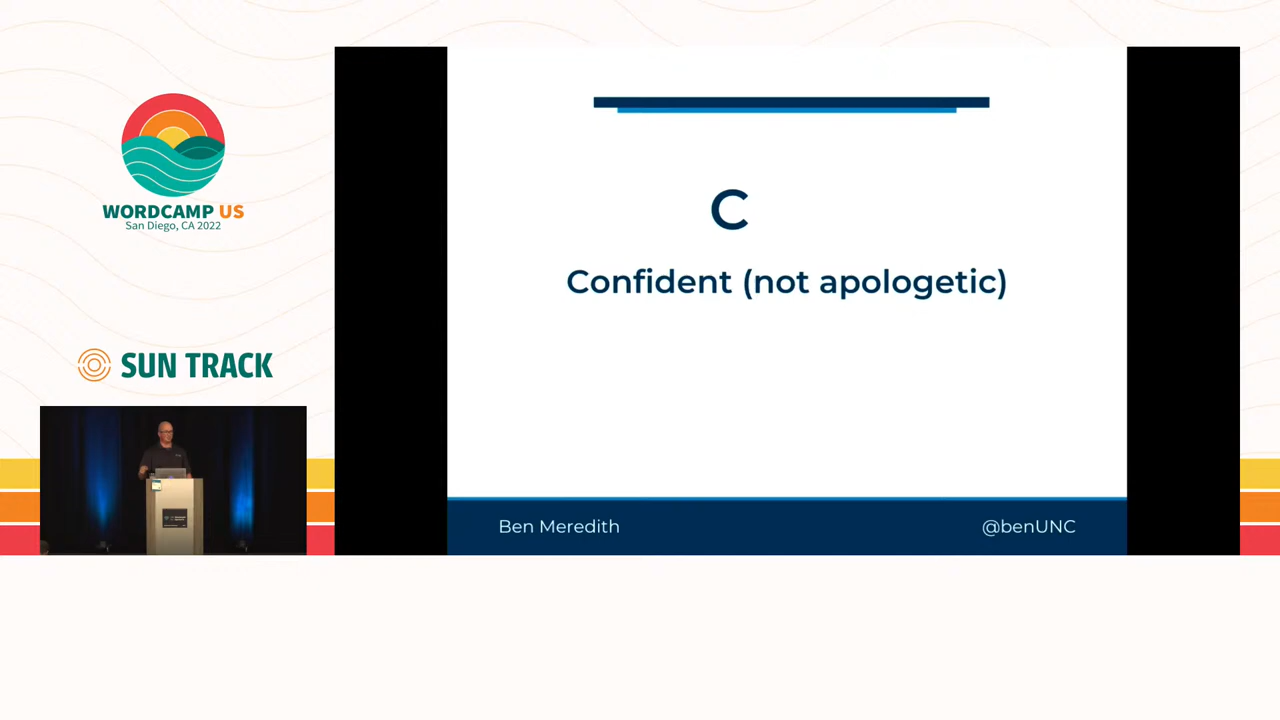 WORDCAMP US
San Diego, CA 2022
SUN TRACK
C
Confident (not apologetic)
Ben Meredith
@benUNC